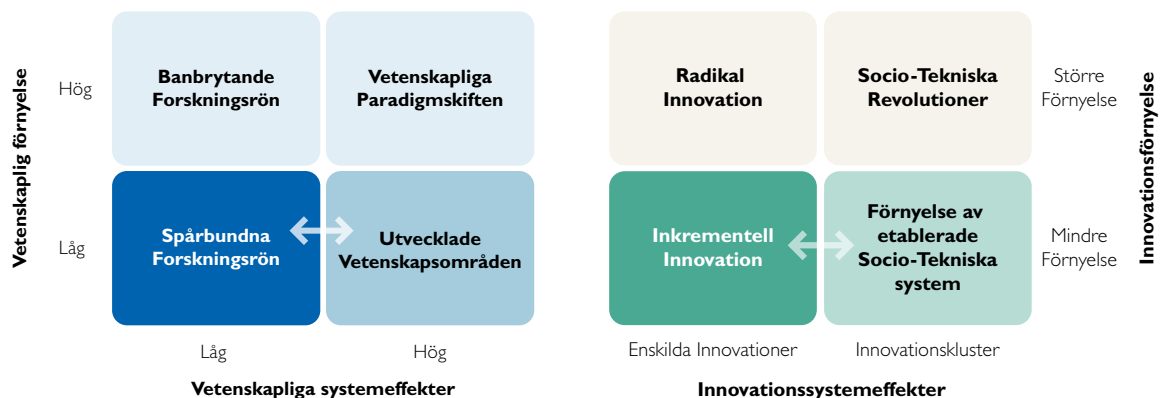 Vetenskaplig förnyelse
Hög
Låg
Banbrytande
Forskningsrön
Vetenskapliga
Paradigmskiften
Spårbundna
Forskningsrön
Utvecklade
Vetenskapsområden
Låg
Hög
Vetenskapliga systemeffekter
Radikal
Innovation
Socio-Tekniska
Revolutioner
Inkrementell
Innovation
Förnyelse av
etablerade
Socio-Tekniska
system
Större
Förnyelse
Mindre
Förnyelse
Innovationsförnyelse
Enskilda Innovationer
Innovationskluster
Innovationssystemeffekter